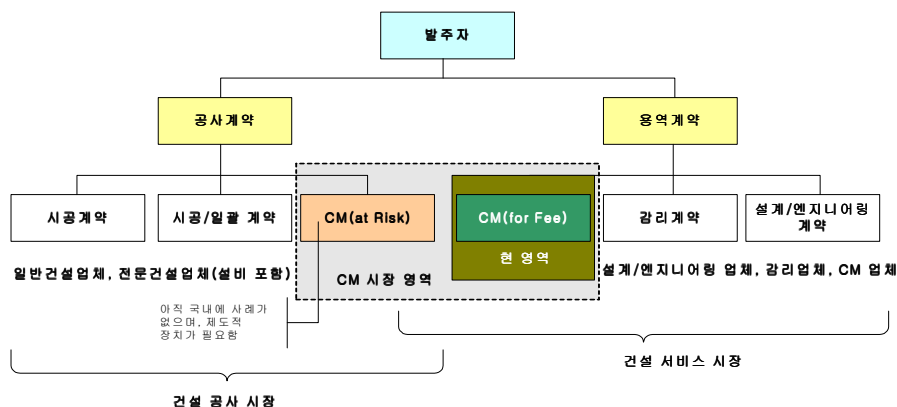 발주자
공사계약
용역계약
시공계약
시공/일괄 계약
CM(at Risk)
CM(for Fee)
감리계약
설계/엔지니어링
계약
현 영역
일반건설업체, 전문건설업체(설비 포함)
CM 시장 영역
설계/엔지니어링 업체, 감리업체, CM 업체
아직 국내에 사례가
없으며, 제도적
장치가 필요함
건설 서비스 시장
건설 공사 시장